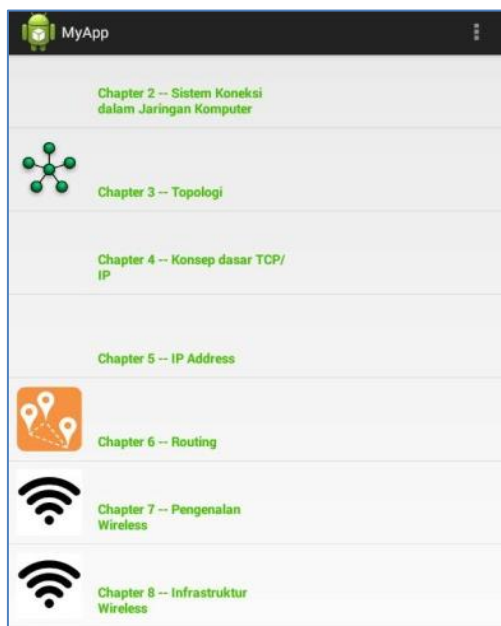 MyApp
Chapter 2 -- Sistem Koneksi
dalam Jaringan Komputer
Chapter 3 -- Topologi
Chapter 4 -- Konsep dasar TCP/
IP
Chapter 5 -- IP Address
Chapter 6 -- Routing
Chapter 7 -- Pengenalan
Wireless
Chapter 8 -- Infrastruktur
Wireless